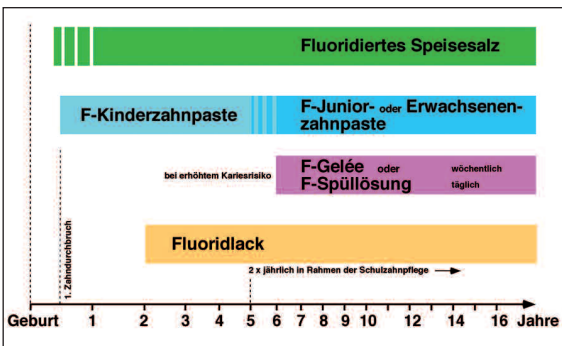 Fluoridiertes Speisesalz
F-Kinderzahnpaste
F-Junior- oder Erwachsenen-
zahnpaste
bei erhöhtem Kariesrisiko
F-Gelée oder wöchentlich
F-Spüllösung täglich
Fluoridlack
1. Zahndurchbruch
2 x jährlich in Rahmen der Schulzahnpflege
Geburt 1 2 3 4 5 6 7 8 9 10 12 14 16 Jahre